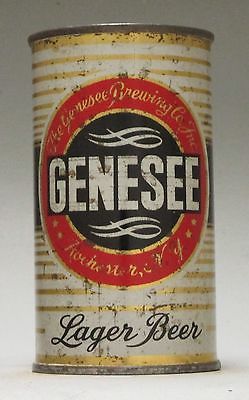 The Genesee Brewing Co., Inc.
GENESEE
Rochester, N.Y.
Lager Beer